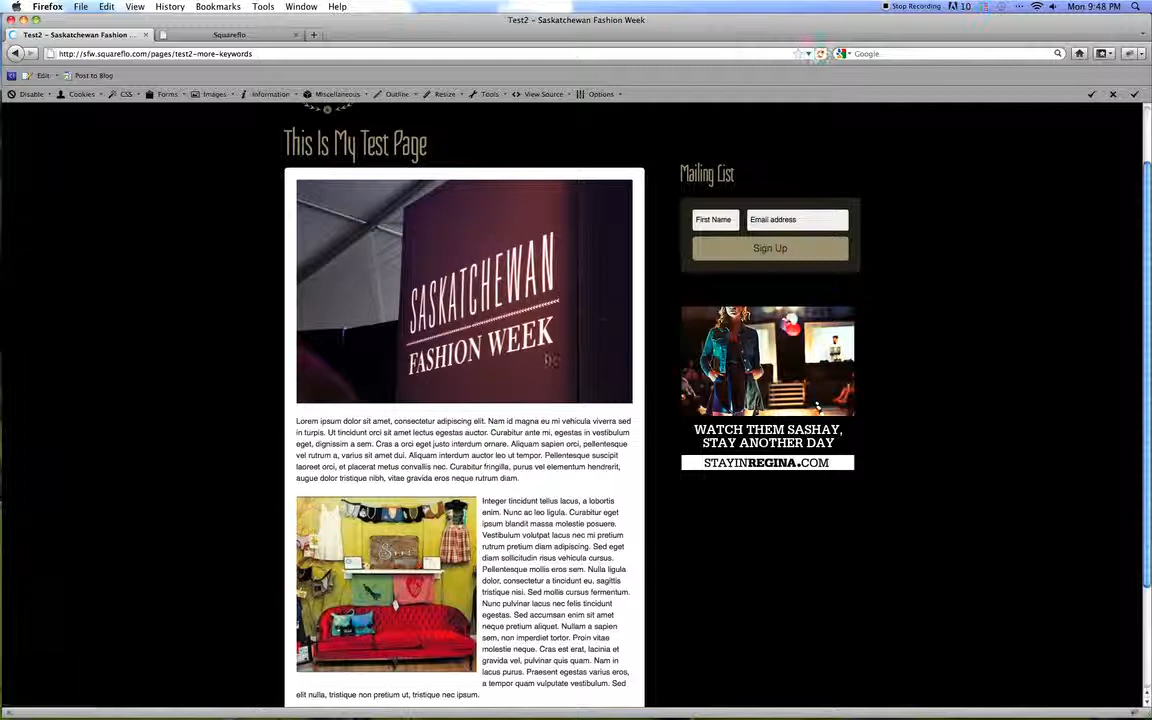 Firefox File Edit View History Bookmarks Tools Window Help Stop Recording 10 Mon 9:48 PM
Test2 – Saskatchewan Fashion Week
Test2 – Saskatchewan Fashion ... Squareflo...
http://sfw.squareflo.com/pages/test2-more-keywords Google
Edit Post to Blog
Disable Cookies CSS Forms Images Information Miscellaneous Outline Resize Tools View Source Options
This Is My Test Page
Mailing List
First Name Email address
Sign Up
SASKATCHEWAN
FASHION WEEK
WATCH THEM SASHAY,
STAY ANOTHER DAY
STAYINREGINA.COM
Lorem ipsum dolor sit amet, consectetur adipiscing elit. Nam id magna eu mi vehicula viverra sed
in turpis. Ut tincidunt orci sit amet lectus egestas auctor. Curabitur ante mi, egestas in vestibulum
eget, dignissim a sem. Cras a orci eget justo interdum ornare. Aliquam sapien orci, pellentesque
vel rutrum a, varius sit amet dui. Aliquam interdum auctor leo ut tempor. Pellentesque suscipit
laoreet orci, et placerat metus convallis nec. Curabitur fringilla, purus vel elementum hendrerit,
augue dolor tristique nibh, vitae gravida eros neque rutrum diam.
Integer tincidunt tellus lacus, a lobortis
enim. Nunc ac leo ligula. Curabitur eget
ipsum blandit massa molestie posuere.
Vestibulum volutpat lacus nec mi pretium
rutrum pretium diam adipiscing. Sed eget
diam sollicitudin risus vehicula cursus.
Pellentesque mollis eros sem. Nulla ligula
dolor, consectetur a tincidunt eu, sagittis
tristique nisi. Sed mollis cursus fermentum.
Nunc pulvinar lacus nec felis tincidunt
egestas. Sed accumsan enim sit amet
neque pretium aliquet. Nullam a sapien
sem, non imperdiet tortor. Proin vitae
molestie neque. Cras est erat, lacinia et
gravida vel, pulvinar quis quam. Nam in
lacus purus. Praesent egestas varius eros,
a tempor quam vulputate vestibulum. Sed
elit nulla, tristique non pretium ut, tristique nec ipsum.